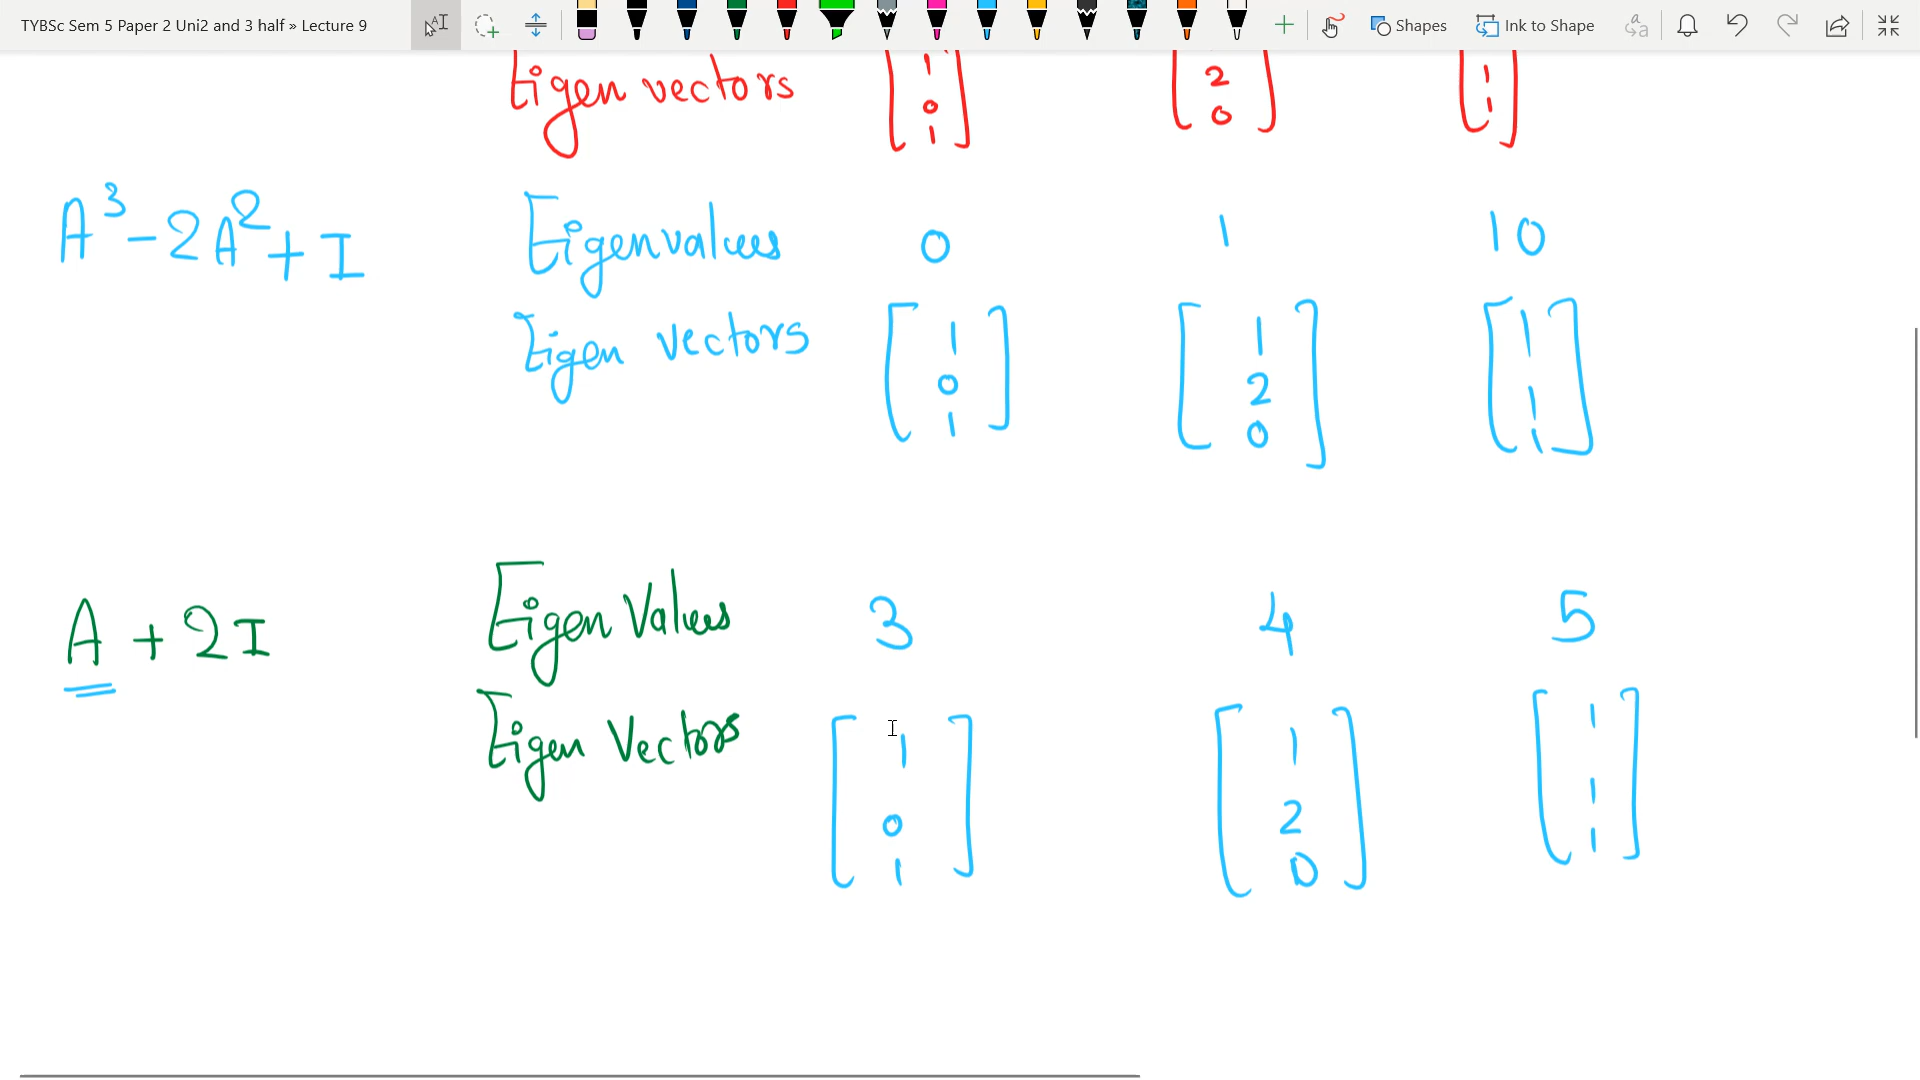 TYBSc Sem 5 Paper 2 Uni2 and 3 half » Lecture 9
Shapes
Ink to Shape
Eigen vectors [1 0 1] [2 0] [1 1]
A³ - 2A² + I Eigenvalues 0 1 10
Eigen vectors [1 0 1] [1 2 0] [1 1 1]
A + 2I Eigen Values 3 4 5
Eigen Vectors [1 0 1] [1 2 0] [1 1 1]